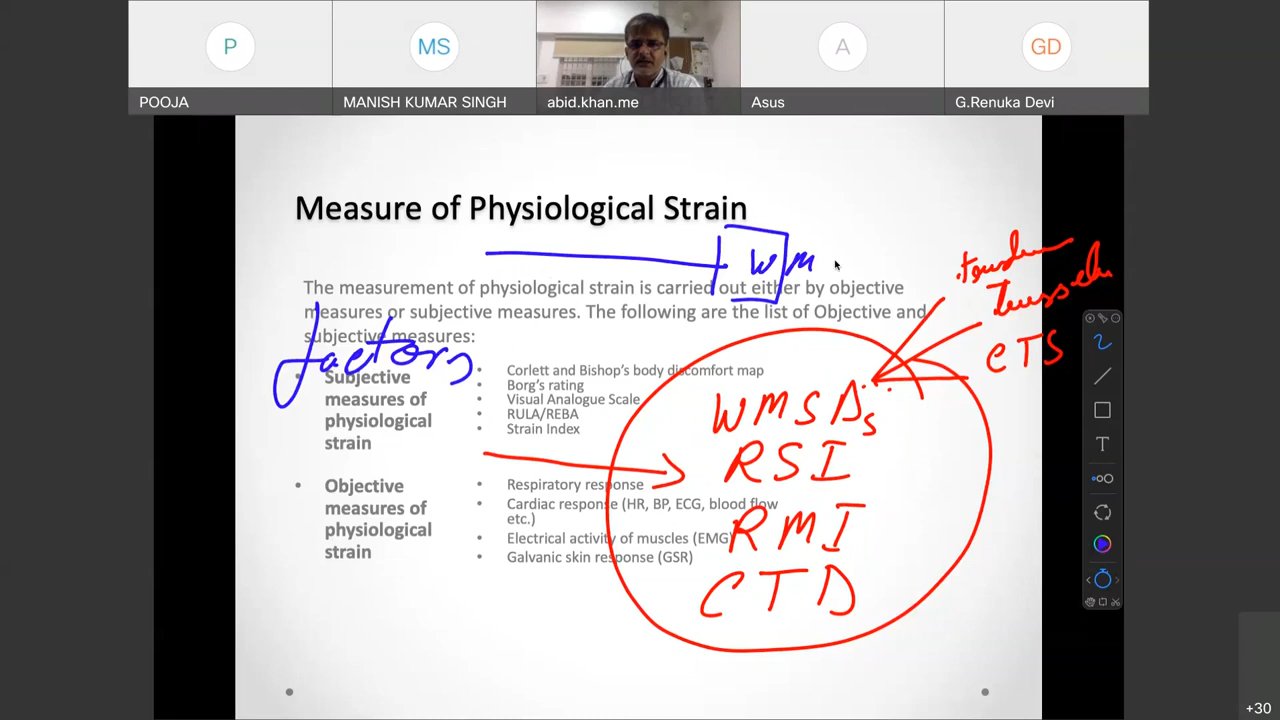 P
MS
A
GD
POOJA
MANISH KUMAR SINGH
abid.khan.me
Asus
G.Renuka Devi
Measure of Physiological Strain
W M
The measurement of physiological strain is carried out either by objective
measures or subjective measures. The following are the list of Objective and
subjective measures:
factors
CTS
• Subjective
measures of
physiological
strain
• Corlett and Bishop's body discomfort map
• Borg's rating
• Visual Analogue Scale
• RULA/REBA
• Strain Index
WMSDs
RSI
RMI
CTD
• Objective
measures of
physiological
strain
• Respiratory response
• Cardiac response (HR, BP, ECG, blood flow
etc.)
• Electrical activity of muscles (EMG)
• Galvanic skin response (GSR)
T
+30